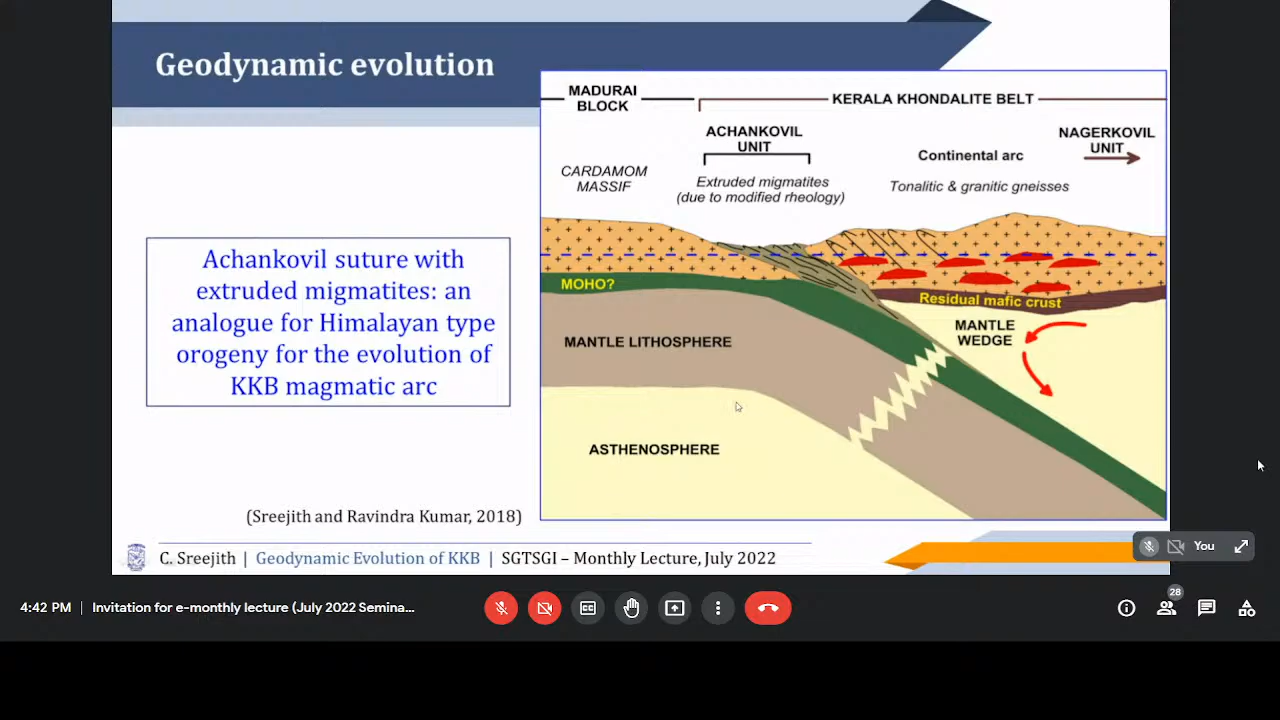 Geodynamic evolution
MADURAI
BLOCK
KERALA KHONDALITE BELT
ACHANKOVIL
UNIT
NAGERKOVIL
UNIT
Continental arc
CARDAMOM
MASSIF
Extruded migmatites
(due to modified rheology)
Tonalitic & granitic gneisses
Achankovil suture with
extruded migmatites: an
analogue for Himalayan type
orogeny for the evolution of
KKB magmatic arc
MOHO?
Residual mafic crust
MANTLE LITHOSPHERE
MANTLE
WEDGE
ASTHENOSPHERE
(Sreejith and Ravindra Kumar, 2018)
C. Sreejith | Geodynamic Evolution of KKB | SGTSGI – Monthly Lecture, July 2022
You
4:42 PM | Invitation for e-monthly lecture (July 2022 Semina...
28